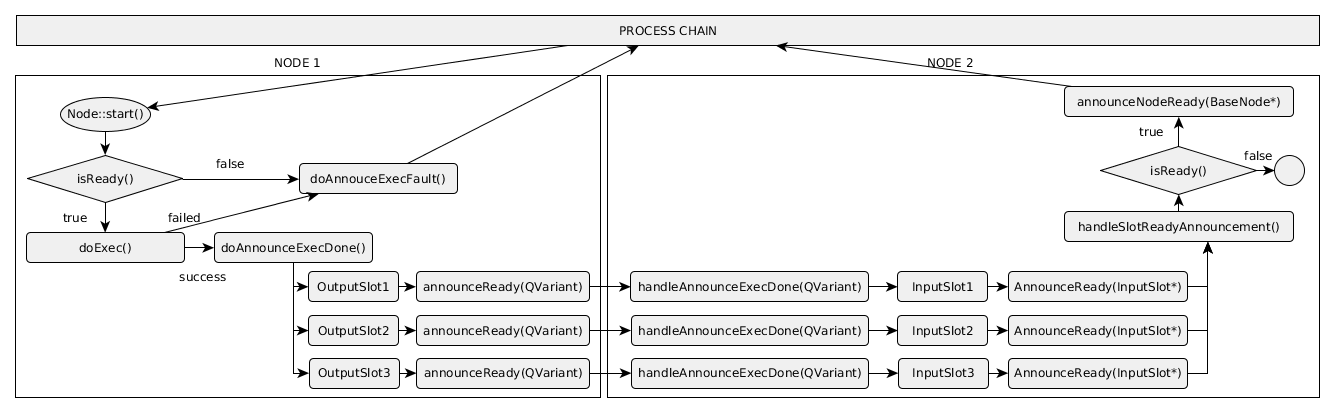 PROCESS CHAIN
NODE 1
NODE 2
Node::start()
announceNodeReady(BaseNode*)
true
false
false
isReady()
doAnnouceExecFault()
isReady()
true
failed
handleSlotReadyAnnouncement()
doExec()
doAnnounceExecDone()
success
OutputSlot1
announceReady(QVariant)
handleAnnounceExecDone(QVariant)
InputSlot1
AnnounceReady(InputSlot*)
OutputSlot2
announceReady(QVariant)
handleAnnounceExecDone(QVariant)
InputSlot2
AnnounceReady(InputSlot*)
OutputSlot3
announceReady(QVariant)
handleAnnounceExecDone(QVariant)
InputSlot3
AnnounceReady(InputSlot*)